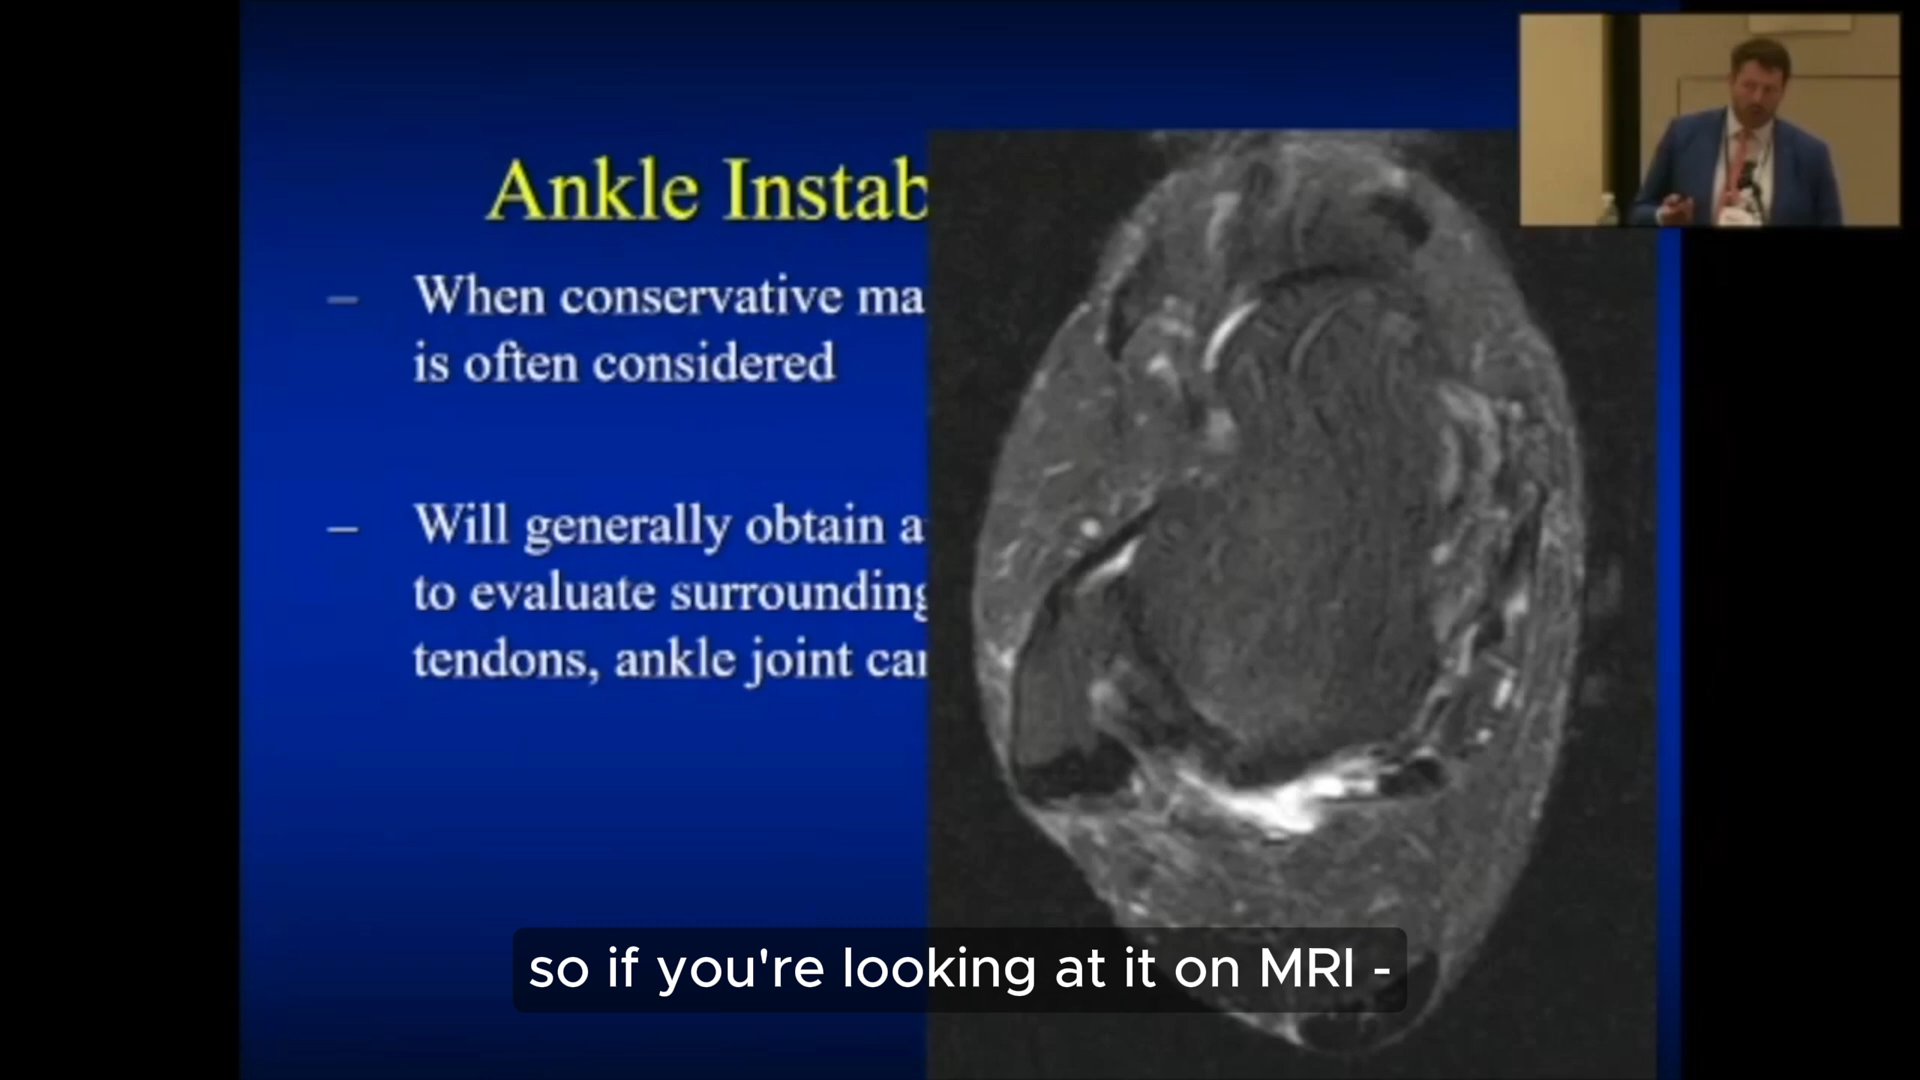 Ankle Instab
– When conservative ma
is often considered
– Will generally obtain a
to evaluate surrounding
tendons, ankle joint car
so if you're looking at it on MRI -